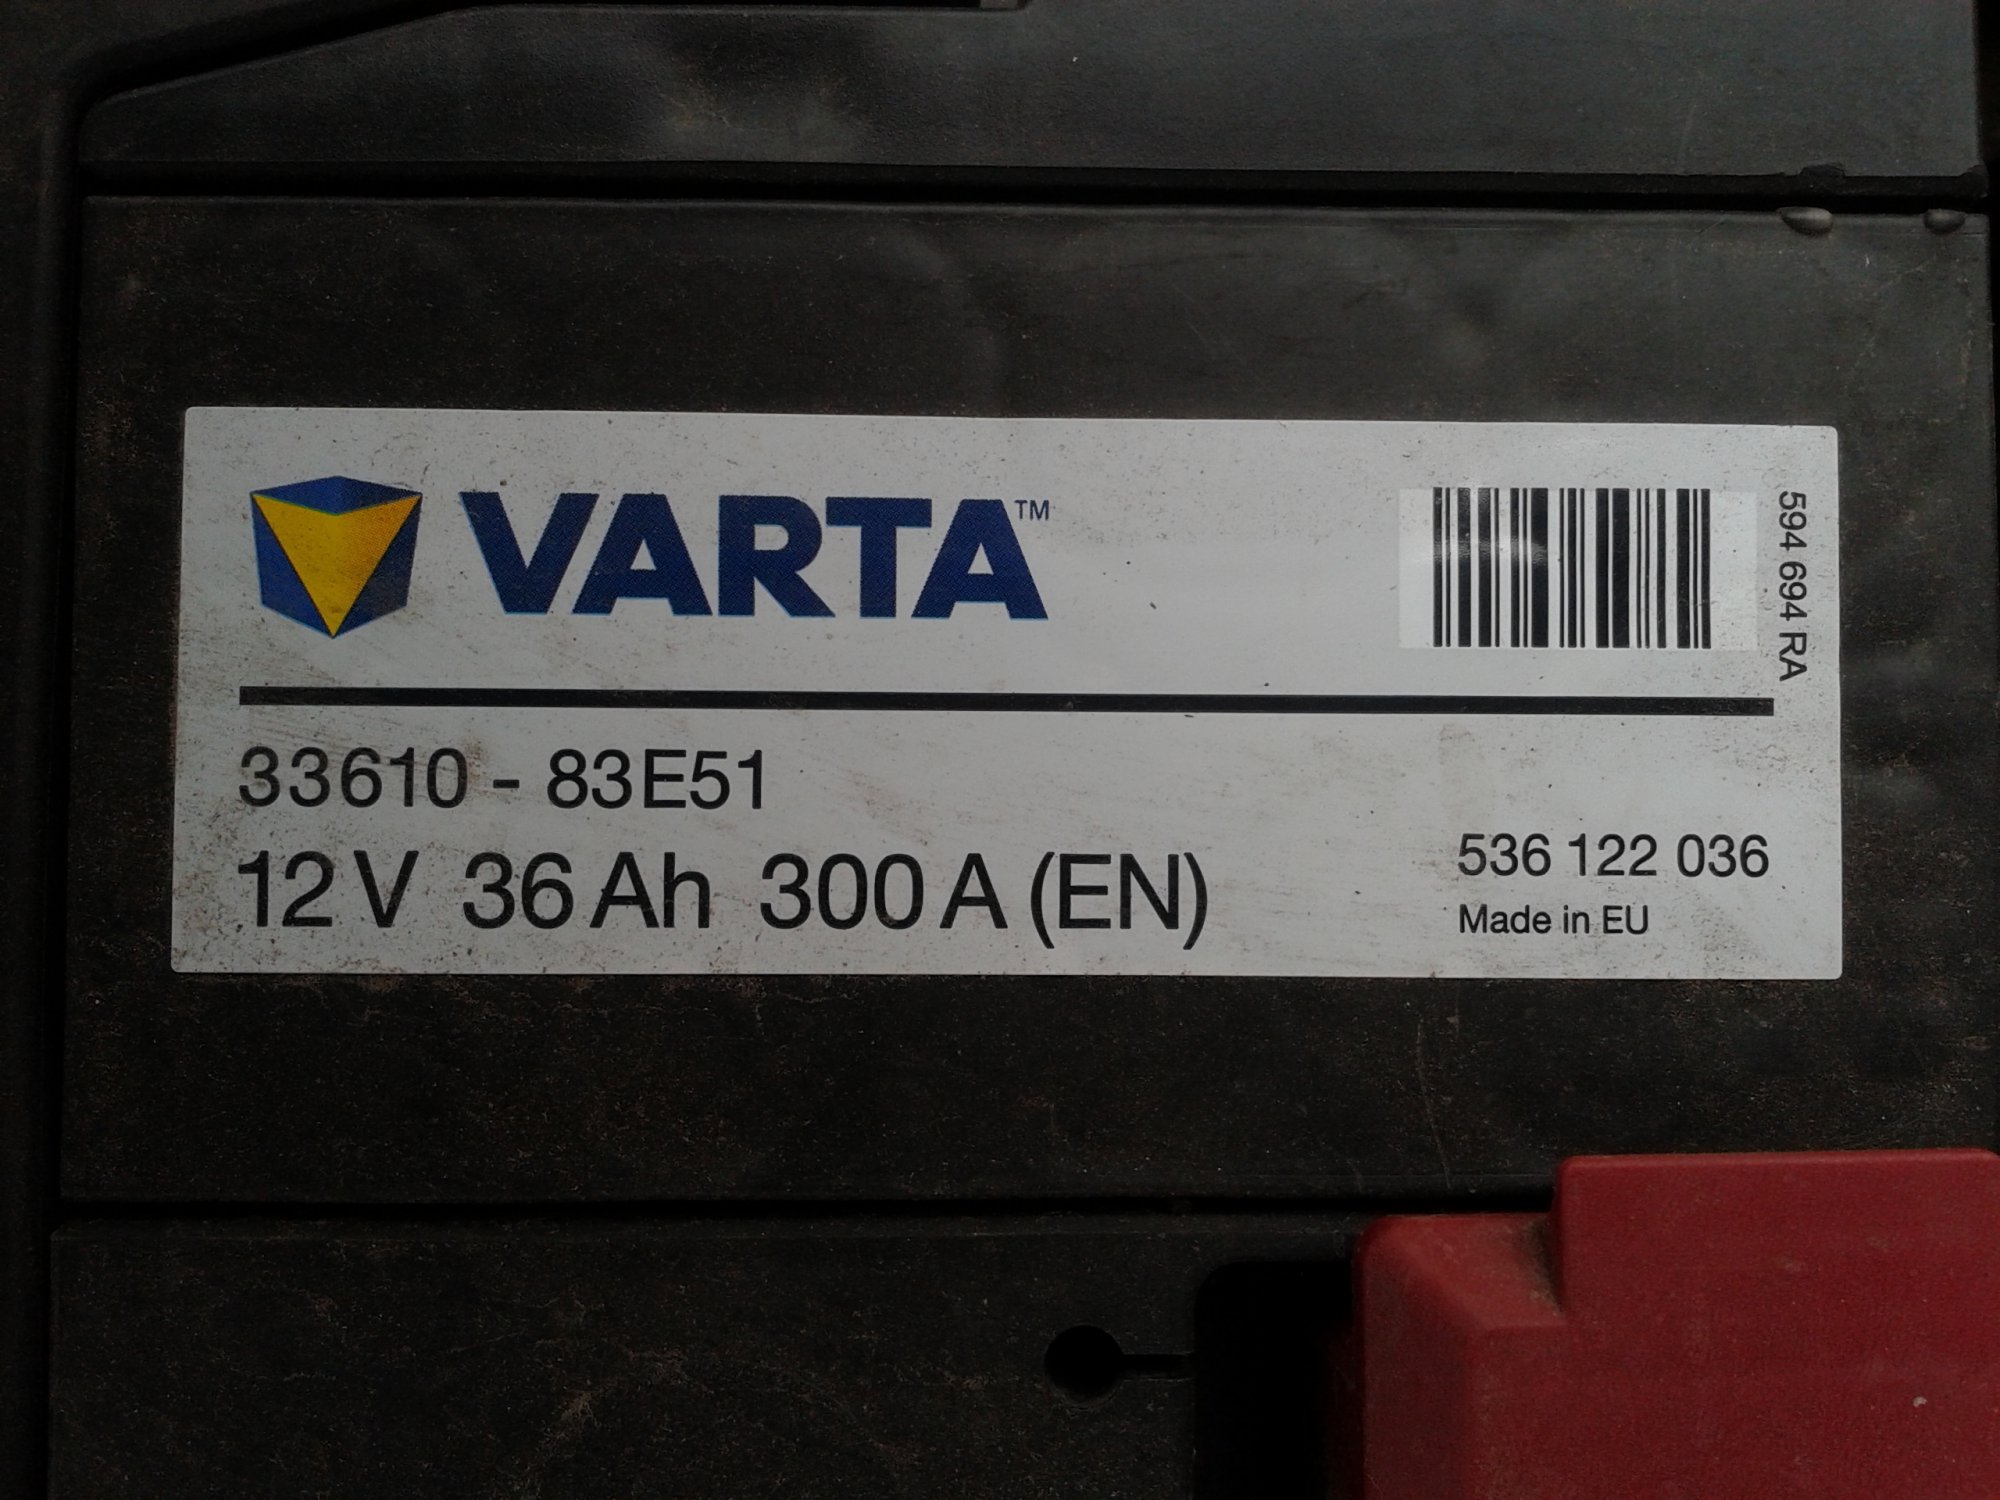 VARTA™
594 694 RA
33610 - 83E51
12 V 36 Ah 300 A (EN)
536 122 036
Made in EU